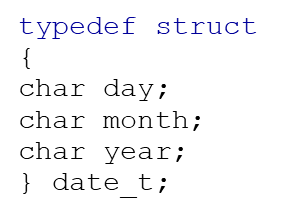 typedef struct
{
char day;
char month;
char year;
} date_t;